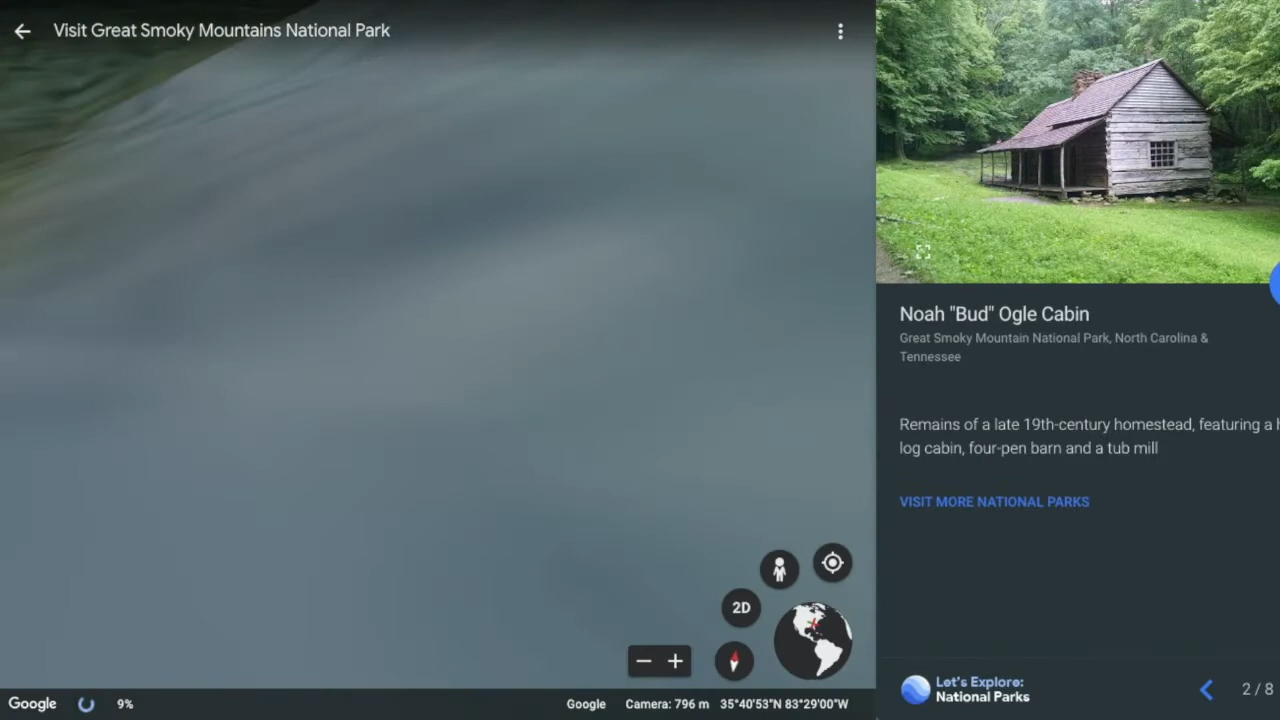 Visit Great Smoky Mountains National Park
Noah "Bud" Ogle Cabin
Great Smoky Mountain National Park, North Carolina &
Tennessee
Remains of a late 19th-century homestead, featuring a
log cabin, four-pen barn and a tub mill
VISIT MORE NATIONAL PARKS
2D
Let's Explore:
National Parks
2 / 8
Google 9% Google Camera: 796 m 35°40'53"N 83°29'00"W